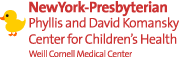 NewYork-Presbyterian
Phyllis and David Komansky
Center for Children's Health
Weill Cornell Medical Center